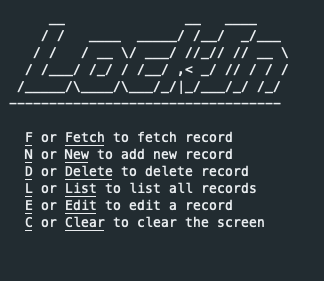 LockIn
F or Fetch to fetch record
N or New to add new record
D or Delete to delete record
L or List to list all records
E or Edit to edit a record
C or Clear to clear the screen